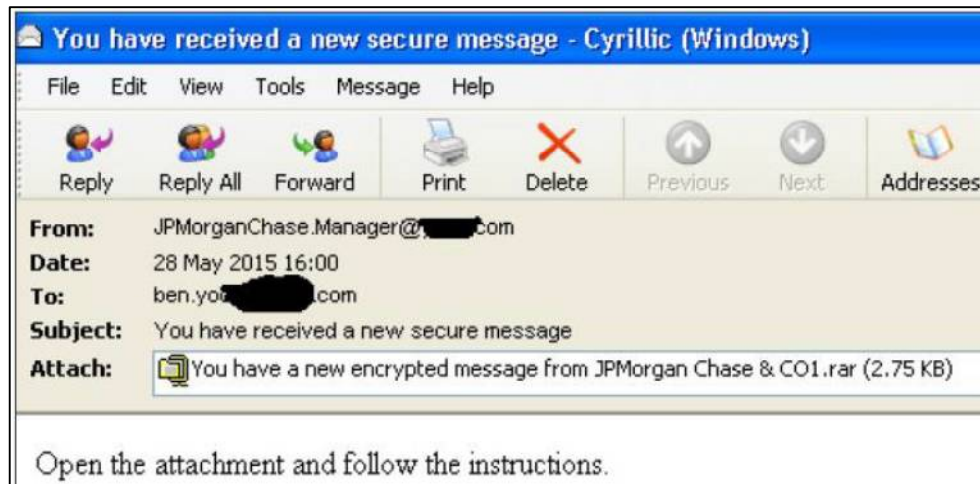 You have received a new secure message - Cyrillic (Windows)
File Edit View Tools Message Help
Reply Reply All Forward Print Delete Previous Next Addresses
From: JPMorganChase.Manager@ com
Date: 28 May 2015 16:00
To: ben.yo .com
Subject: You have received a new secure message
Attach: You have a new encrypted message from JPMorgan Chase & CO1.rar (2.75 KB)
Open the attachment and follow the instructions.